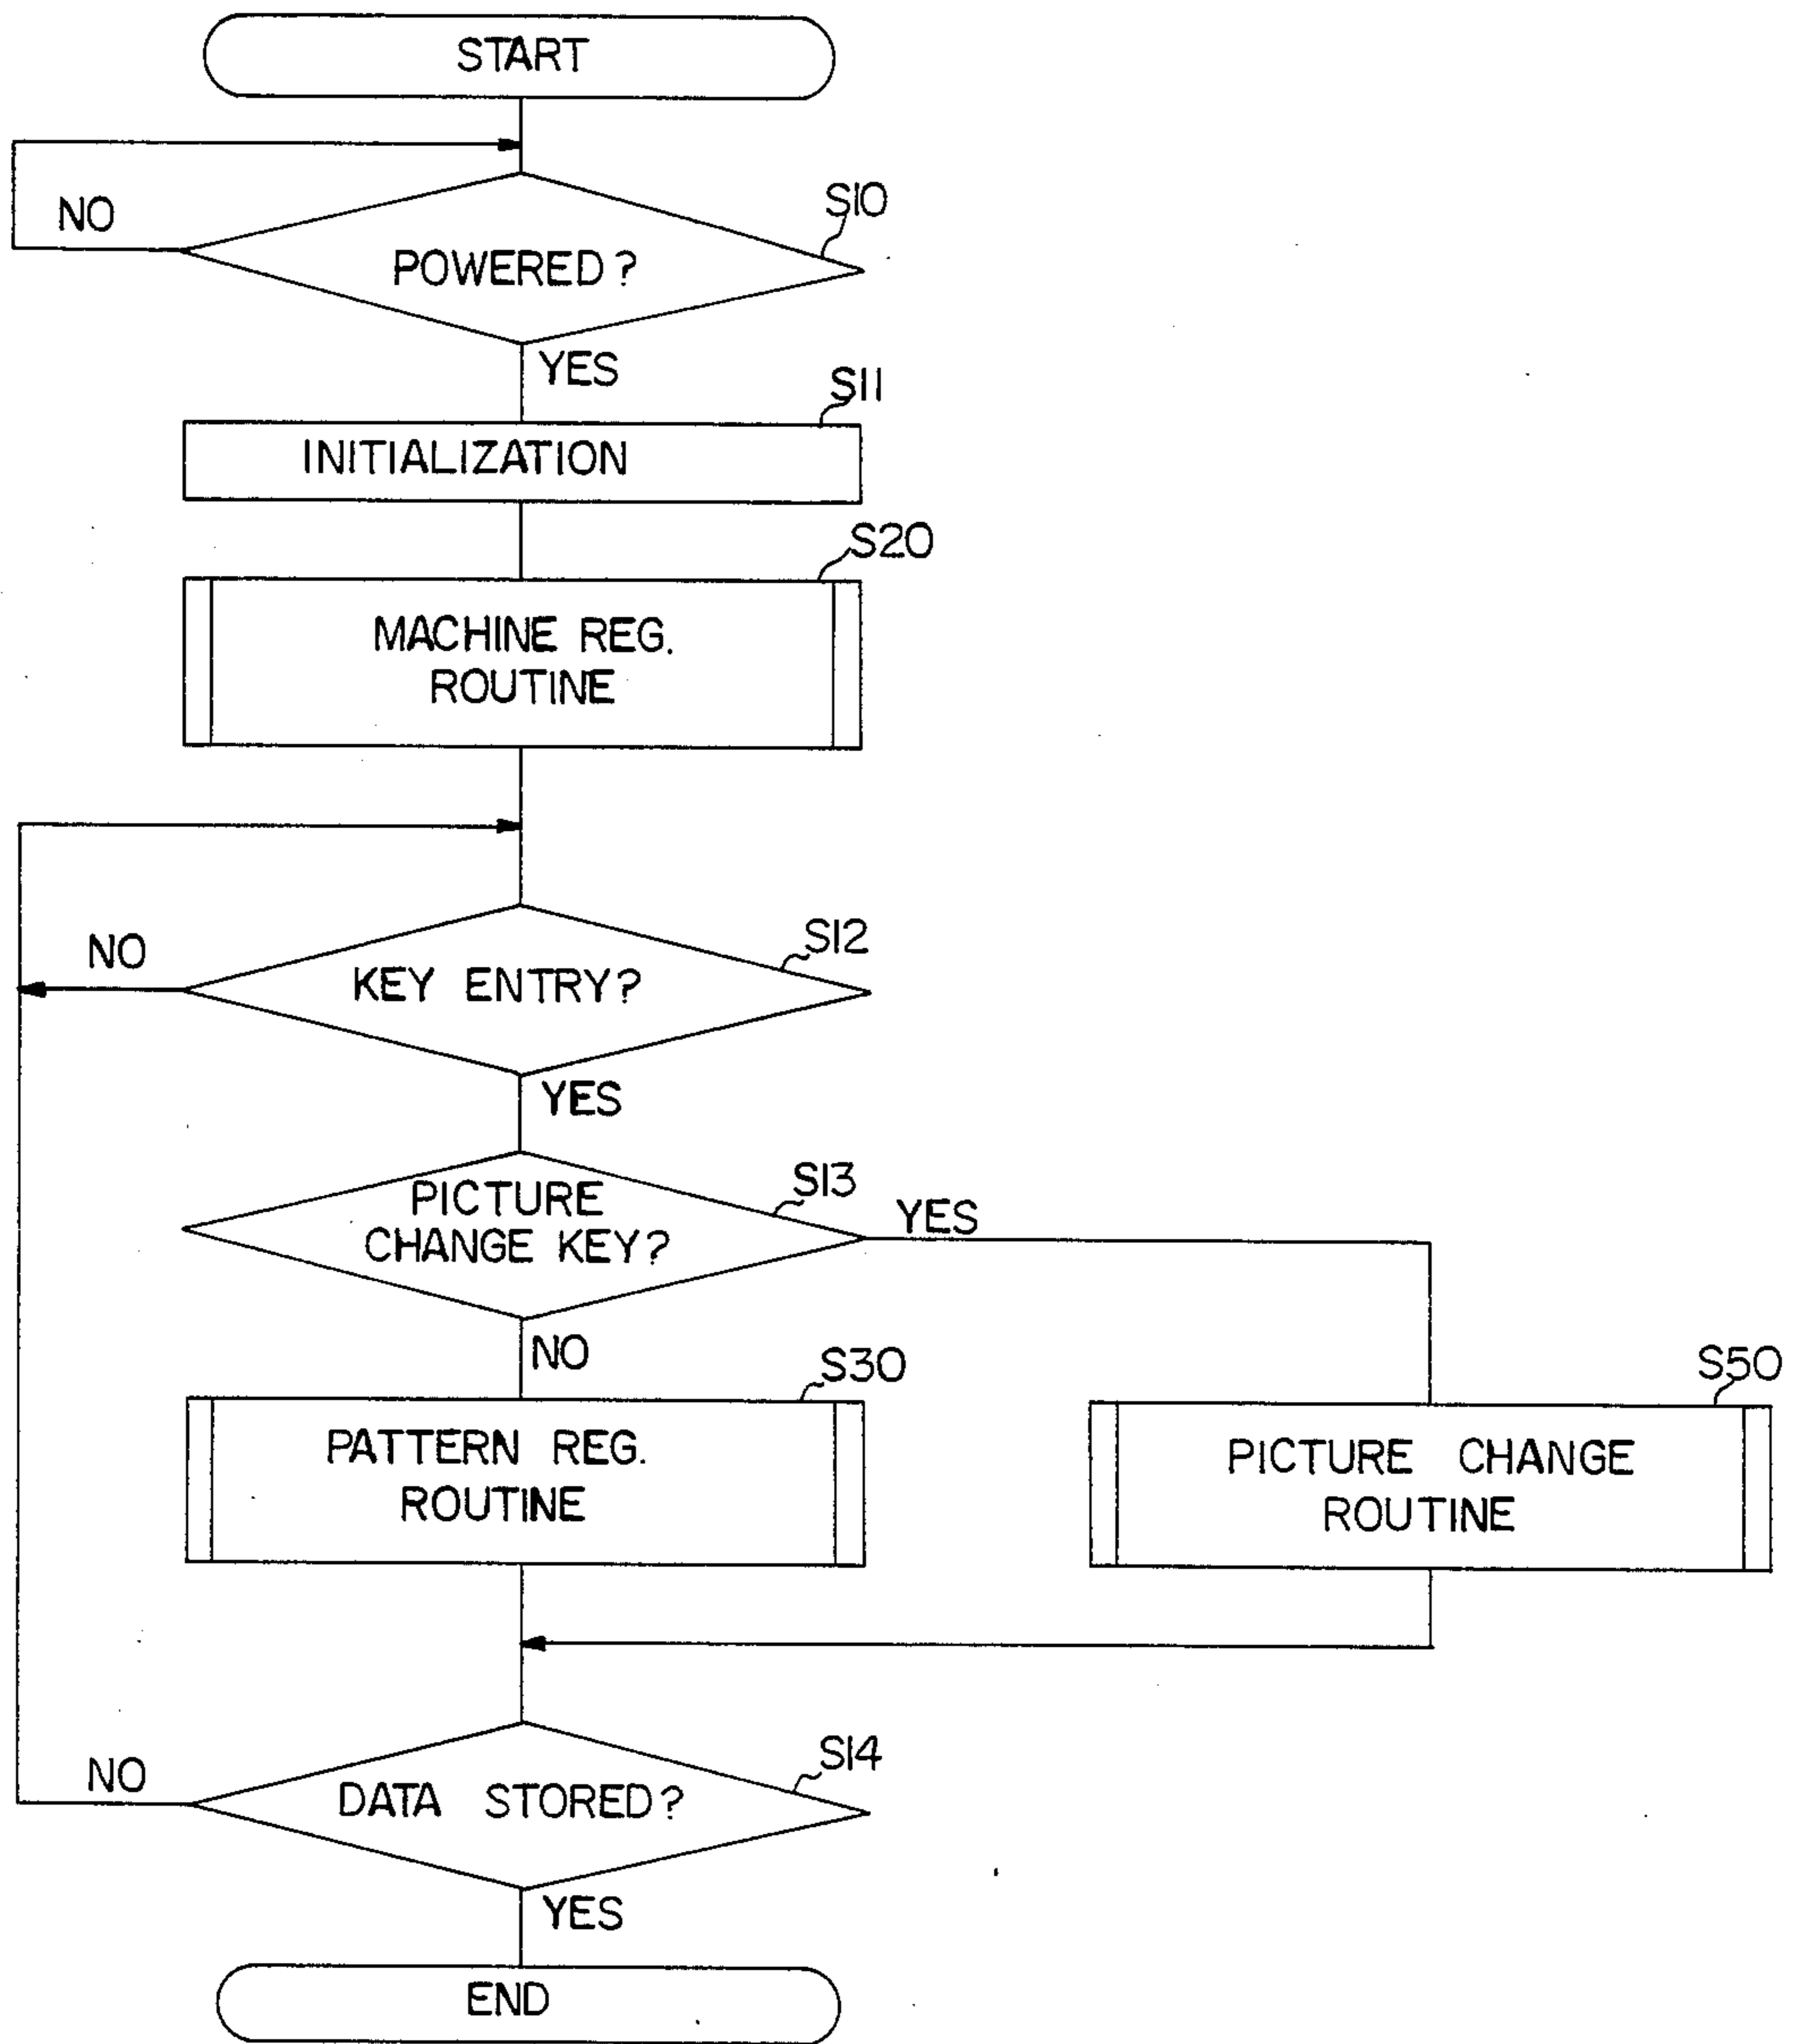 START
NO
S10
POWERED?
YES
S11
INITIALIZATION
S20
MACHINE REG.
ROUTINE
NO
S12
KEY ENTRY?
YES
S13
PICTURE
CHANGE KEY?
YES
NO
S30
S50
PATTERN REG.
ROUTINE
PICTURE CHANGE
ROUTINE
NO
S14
DATA STORED?
YES
END